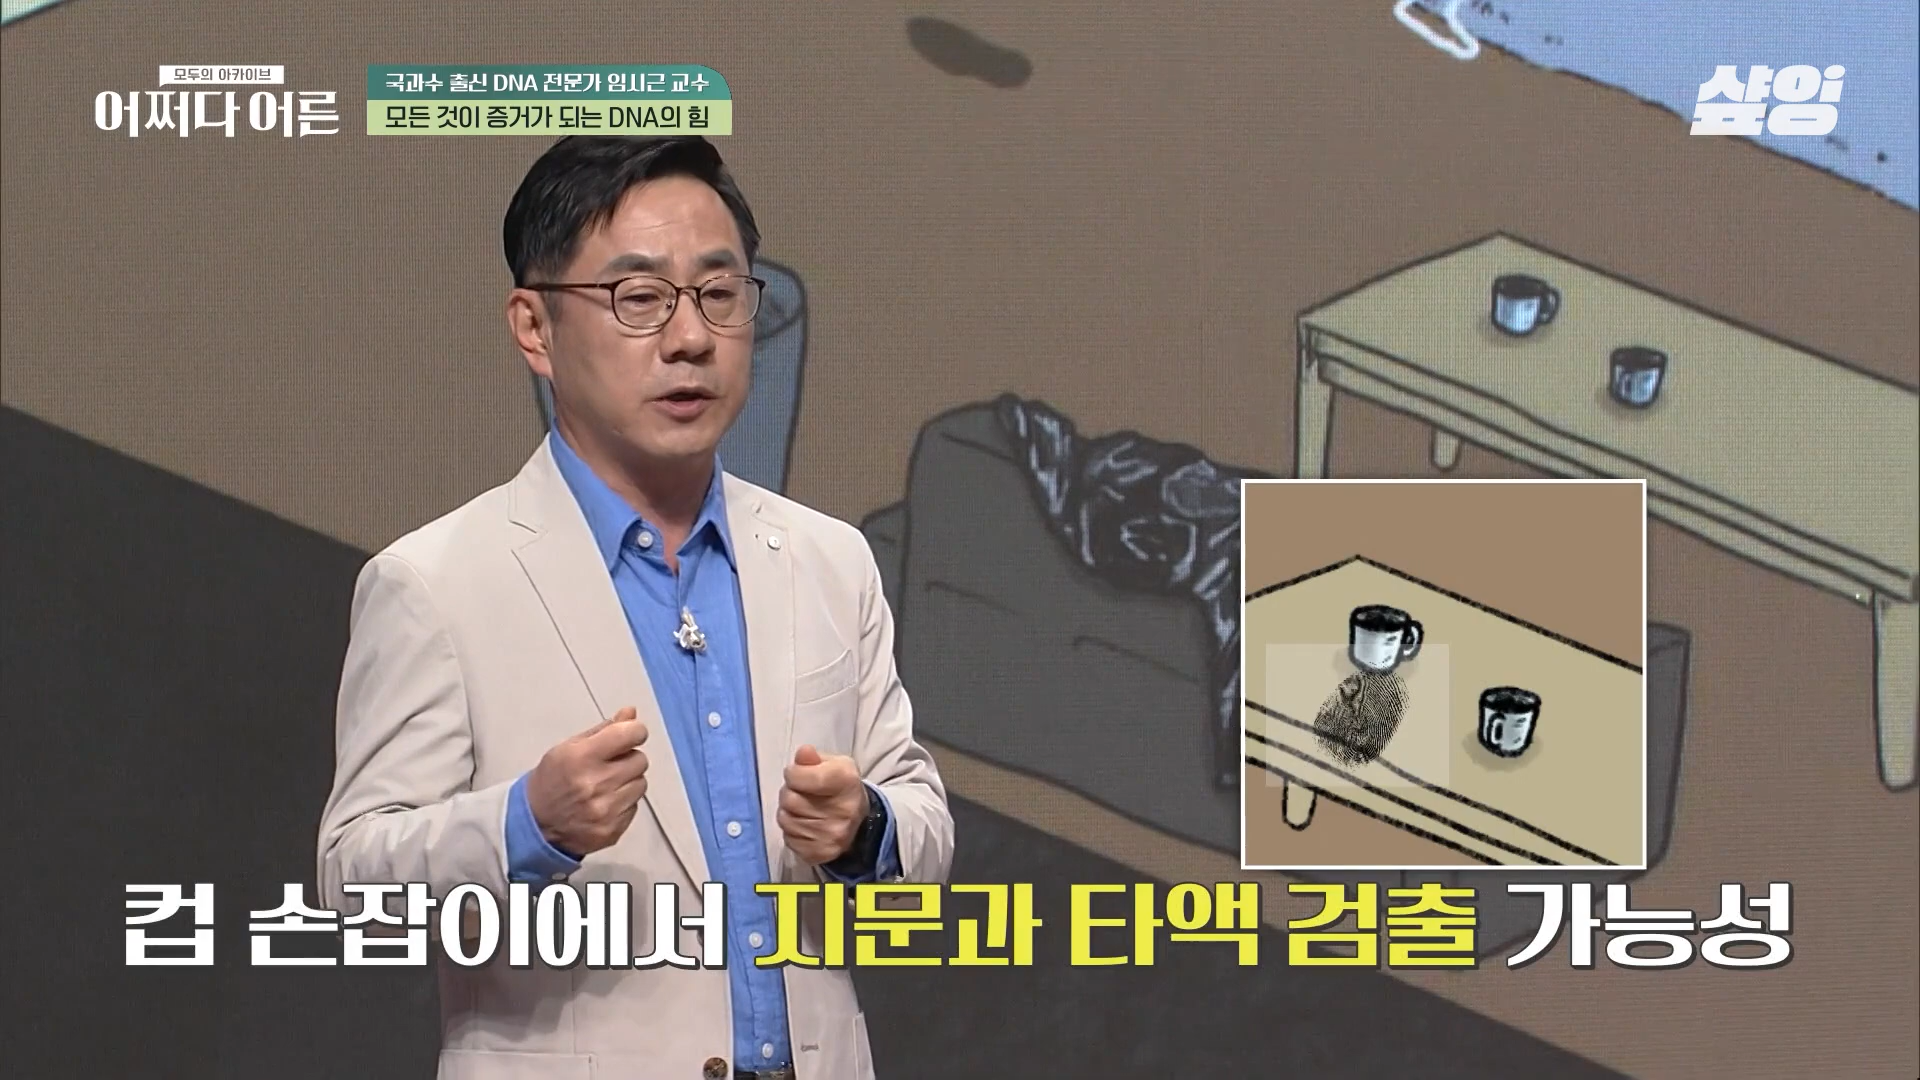 모두의 아카이브
어쩌다 어른
국과수 출신 DNA 전문가 임시근 교수
모든 것이 증거가 되는 DNA의 힘
샾잉
컵 손잡이에서 지문과 타액 검출 가능성